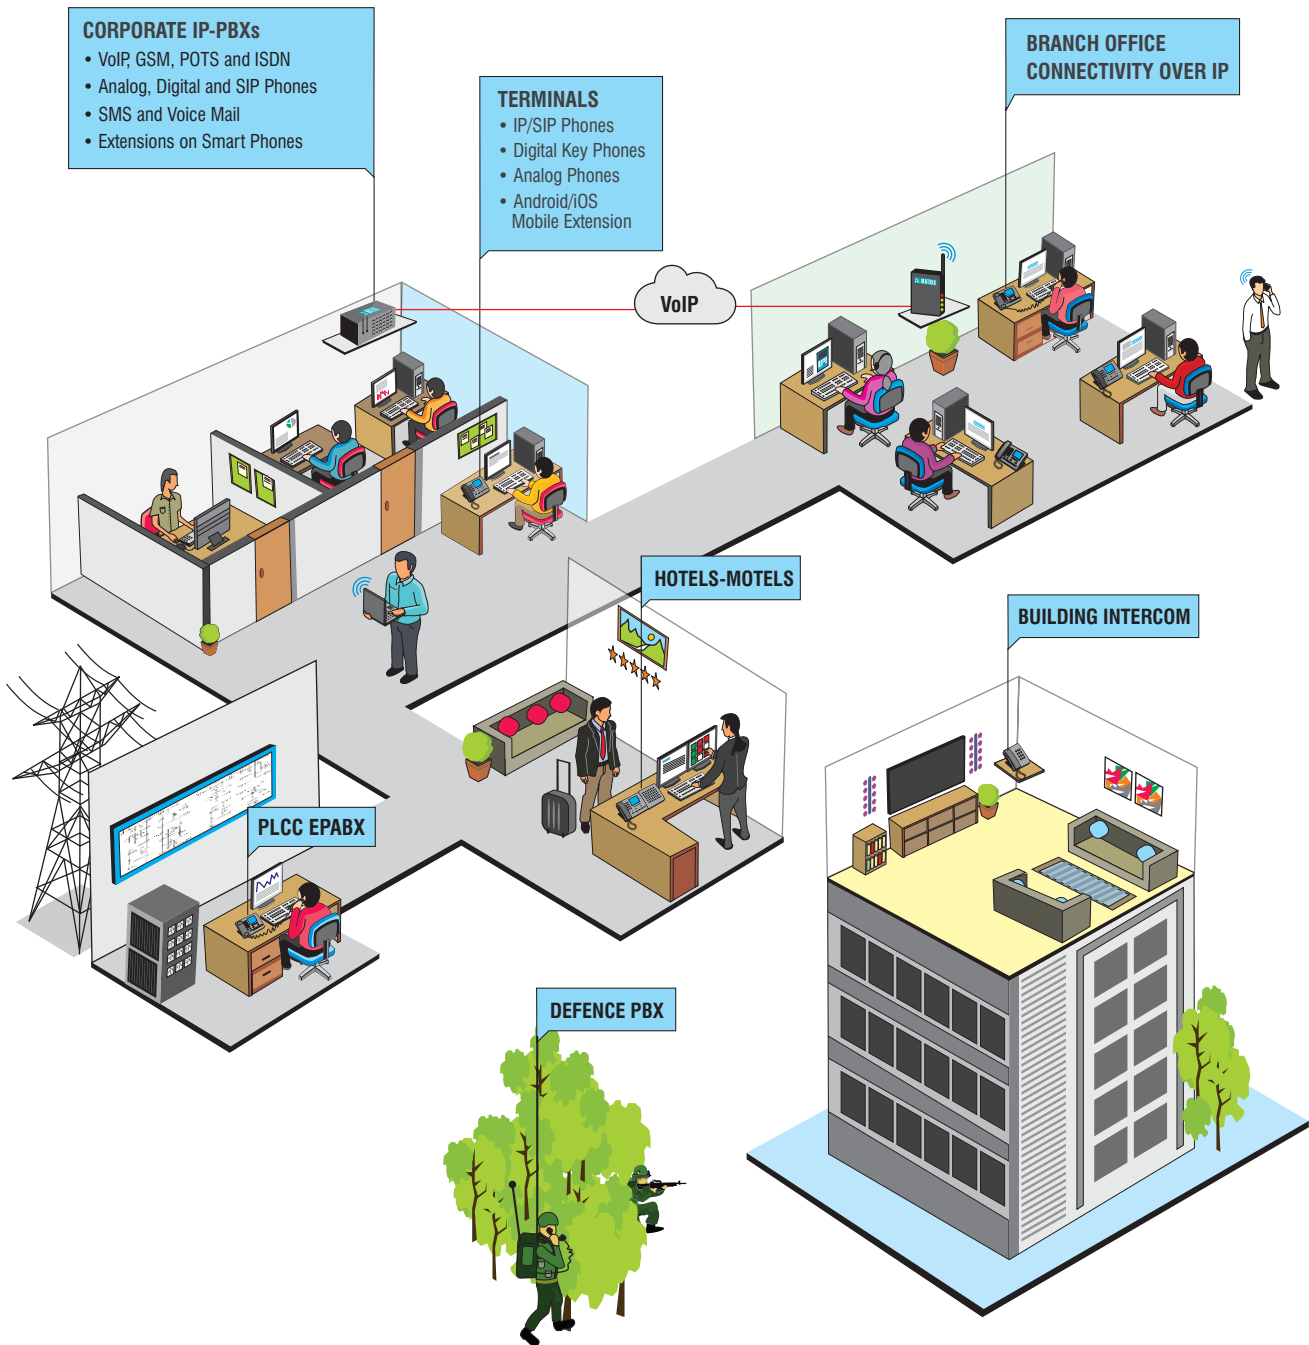 CORPORATE IP-PBXs
• VoIP, GSM, POTS and ISDN
• Analog, Digital and SIP Phones
• SMS and Voice Mail
• Extensions on Smart Phones
TERMINALS
• IP/SIP Phones
• Digital Key Phones
• Analog Phones
• Android/iOS
Mobile Extension
BRANCH OFFICE
CONNECTIVITY OVER IP
VoIP
MATRIX
HOTELS-MOTELS
BUILDING INTERCOM
PLCC EPABX
DEFENCE PBX